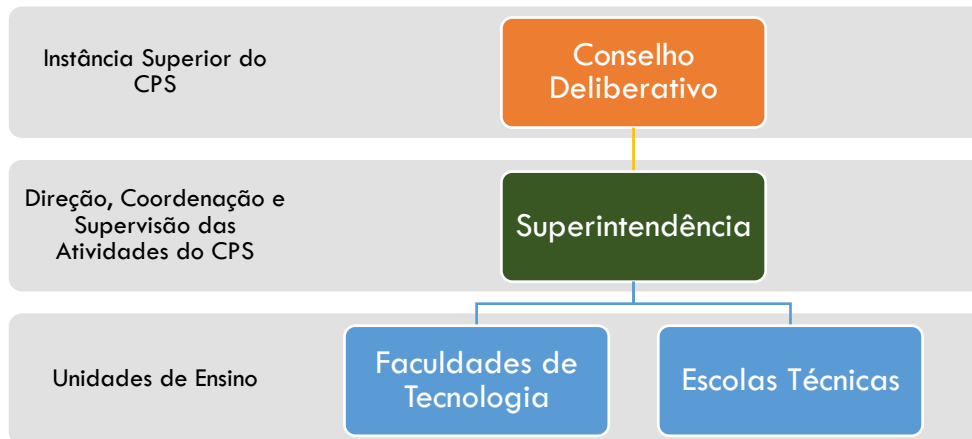 Instância Superior do
CPS
Conselho
Deliberativo
Direção, Coordenação e
Supervisão das
Atividades do CPS
Superintendência
Unidades de Ensino
Faculdades de
Tecnologia
Escolas Técnicas